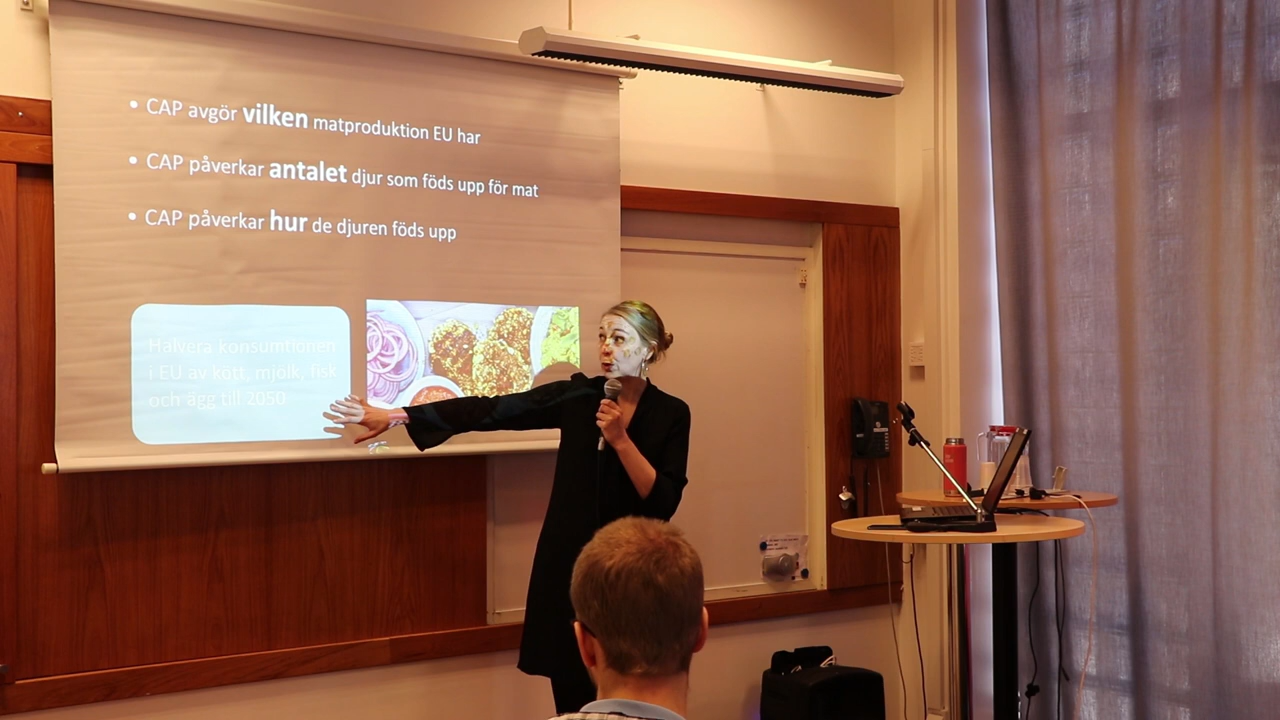 • CAP avgör vilken matproduktion EU har
• CAP påverkar antalet djur som föds upp för mat
• CAP påverkar hur de djuren föds upp
Halvera konsumtionen
i EU av kött, mjölk, fisk
och ägg till 2050